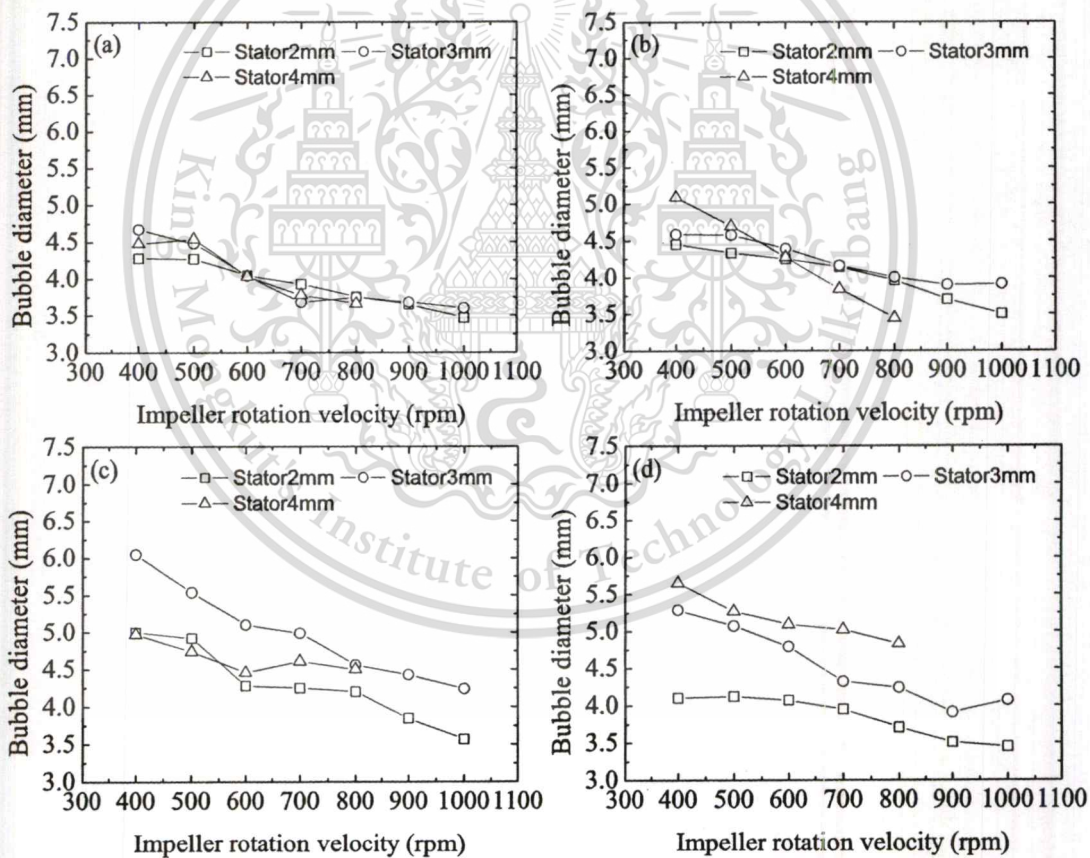 (a)
Stator2mm
Stator3mm
Stator4mm
Bubble diameter (mm)
7.5
7.0
6.5
6.0
5.5
5.0
4.5
4.0
3.5
3.0
300 400 500 600 700 800 900 1000 1100
Impeller rotation velocity (rpm)
(b)
Stator2mm
Stator3mm
Stator4mm
Bubble diameter (mm)
7.5
7.0
6.5
6.0
5.5
5.0
4.5
4.0
3.5
3.0
300 400 500 600 700 800 900 1000 1100
Impeller rotation velocity (rpm)
(c)
Stator2mm
Stator3mm
Stator4mm
Bubble diameter (mm)
7.5
7.0
6.5
6.0
5.5
5.0
4.5
4.0
3.5
3.0
300 400 500 600 700 800 900 1000 1100
Impeller rotation velocity (rpm)
(d)
Stator2mm
Stator3mm
Stator4mm
Bubble diameter (mm)
7.5
7.0
6.5
6.0
5.5
5.0
4.5
4.0
3.5
3.0
300 400 500 600 700 800 900 1000 1100
Impeller rotation velocity (rpm)
King Mongkut's Institute of Technology Ladkrabang